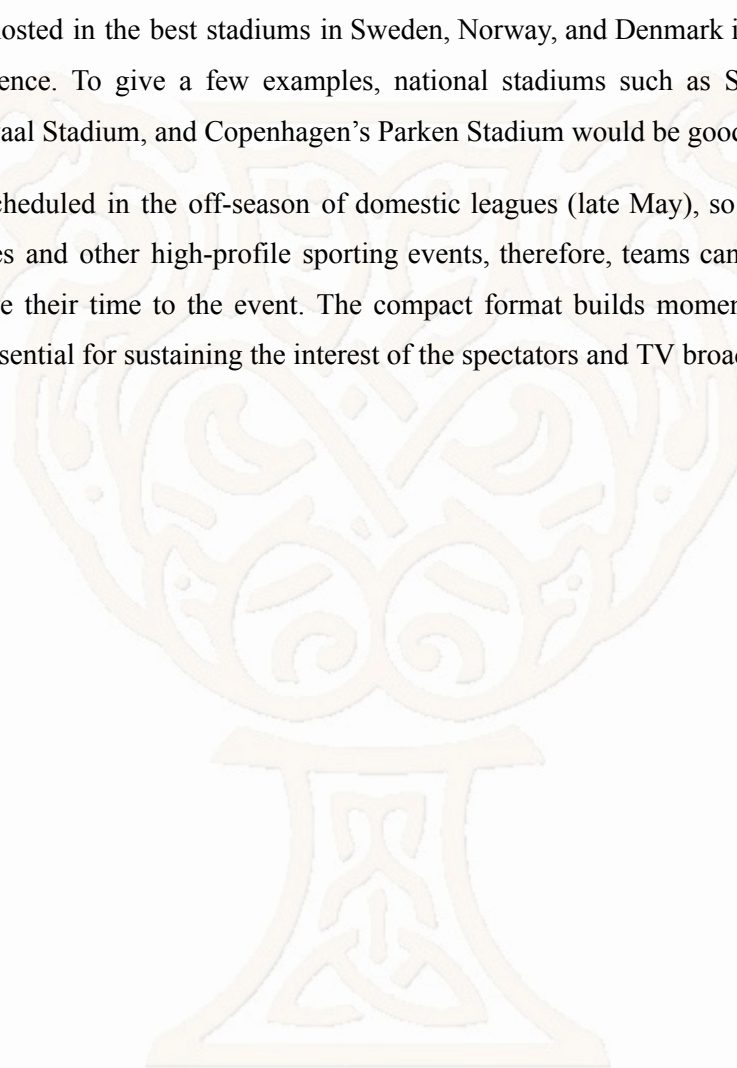 osted in the best stadiums in Sweden, Norway, and Denmark i
ence. To give a few examples, national stadiums such as S
aal Stadium, and Copenhagen’s Parken Stadium would be good
cheduled in the off-season of domestic leagues (late May), so
es and other high-profile sporting events, therefore, teams can
e their time to the event. The compact format builds momen
sential for sustaining the interest of the spectators and TV broad